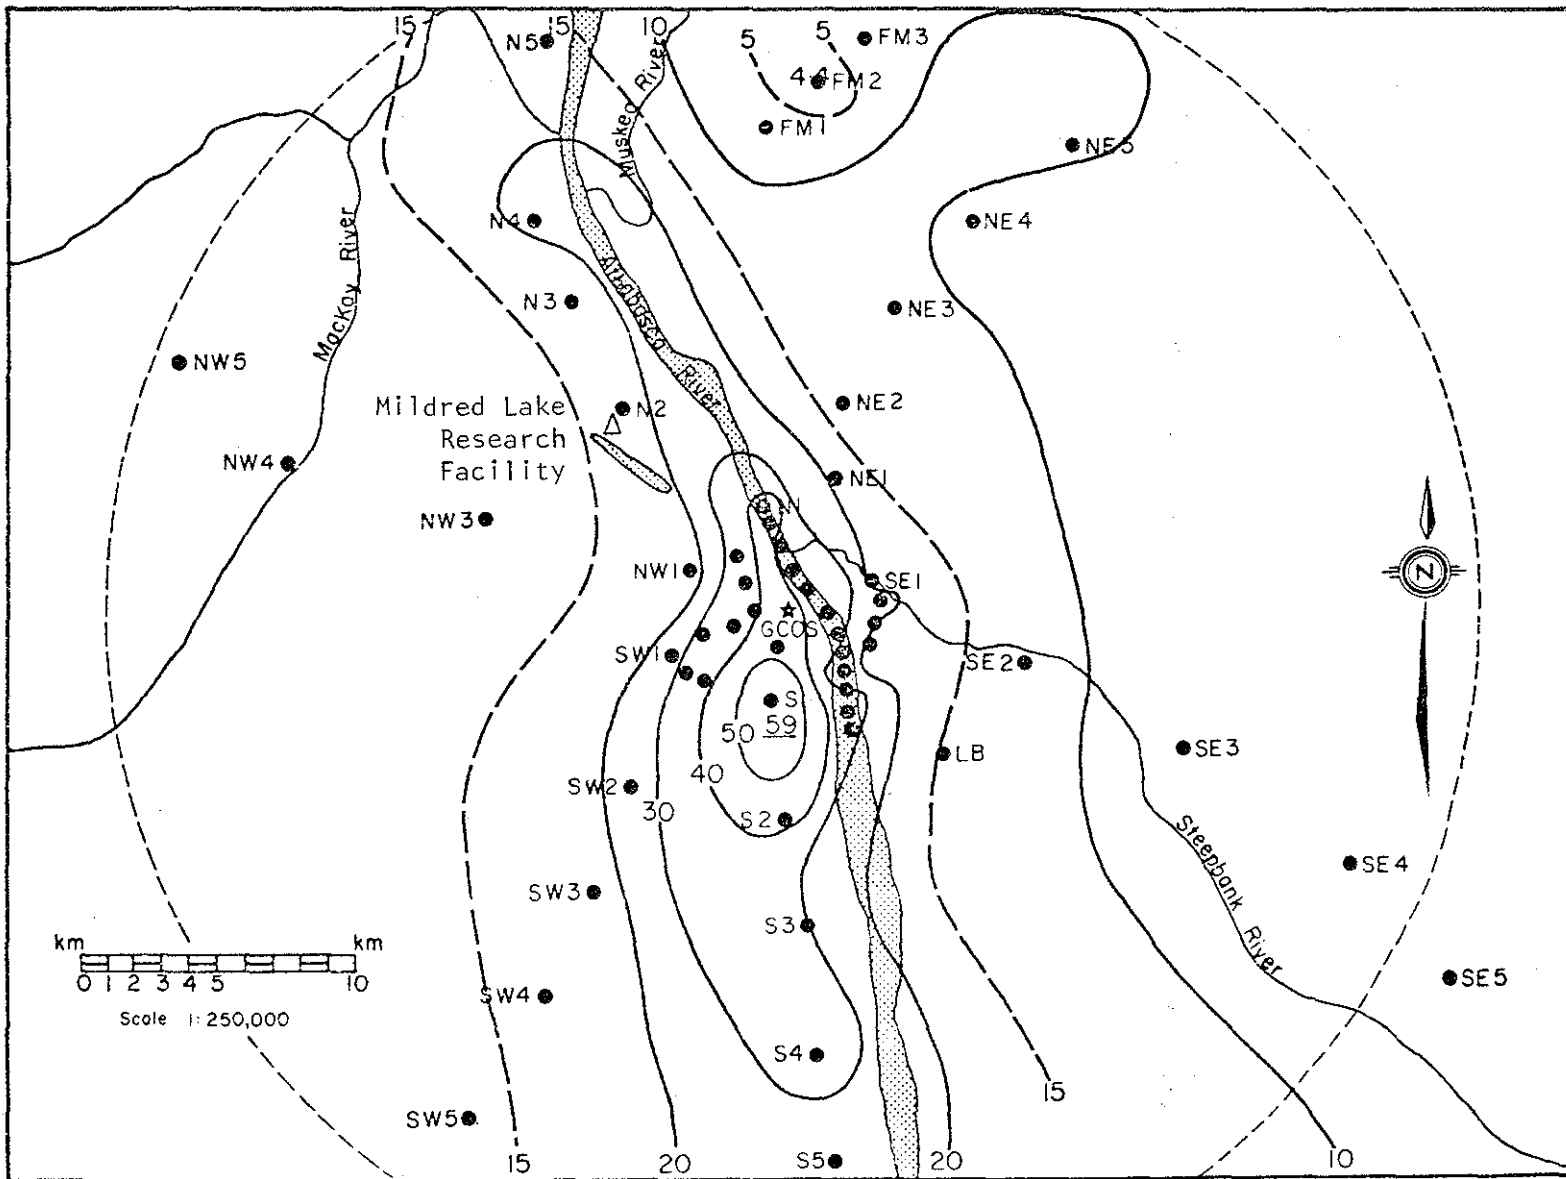 15
15
10
N5
5
5
FM3
4.4
FM2
FM1
Muskeg River
NE5
N4
NE4
MacKay River
Athabasca River
N3
NE3
NW5
Mildred Lake
Research
Facility
N2
NE2
NW4
NE1
NW3
N1
NW1
SE1
GCOS
SW1
SE2
S
50
59
40
30
LB
SE3
SW2
S2
Steepbank River
SE4
SW3
S3
km
km
0 1 2 3 4 5 10
Scale 1:250,000
SW4
SE5
S4
15
SW5
15
20
S5
20
10
N